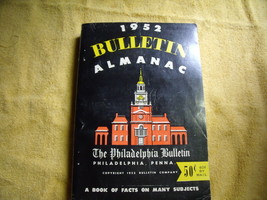 1952
BULLETIN
ALMANAC
The Philadelphia Bulletin
PHILADELPHIA, PENNA.
COPYRIGHT 1952 BULLETIN COMPANY
50¢
A BOOK OF FACTS ON MANY SUBJECTS